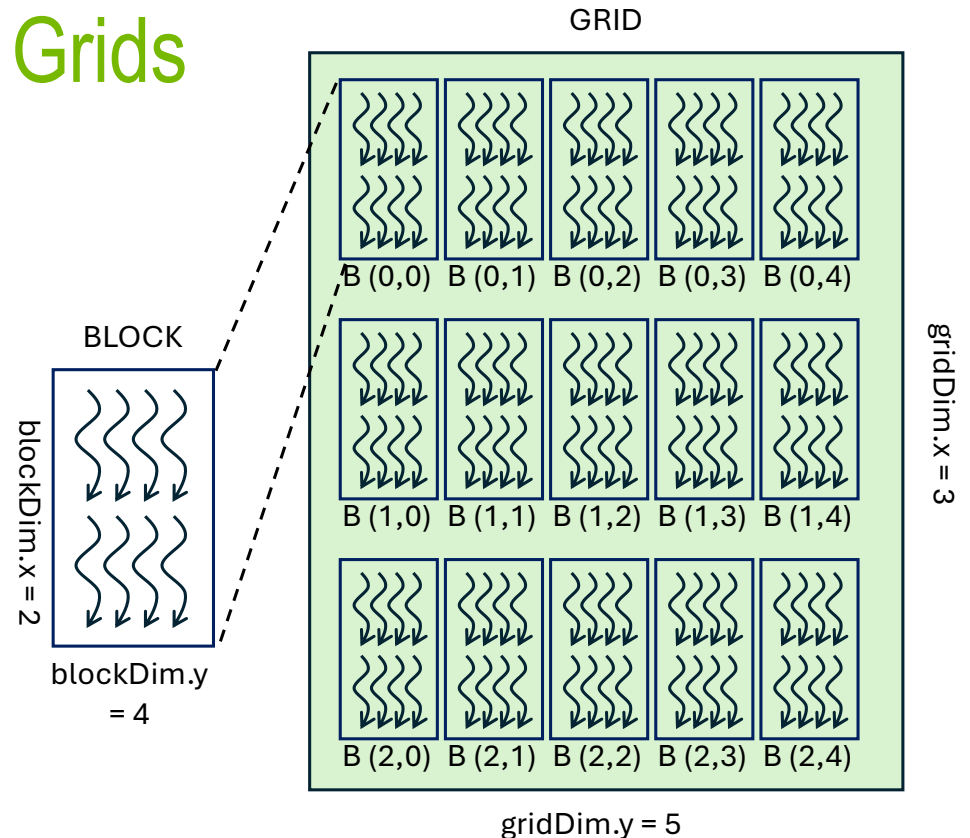 Grids
GRID
B (0,0) B (0,1) B (0,2) B (0,3) B (0,4)
BLOCK
blockDim.x = 2
blockDim.y
= 4
B (1,0) B (1,1) B (1,2) B (1,3) B (1,4)
gridDim.x = 3
B (2,0) B (2,1) B (2,2) B (2,3) B (2,4)
gridDim.y = 5